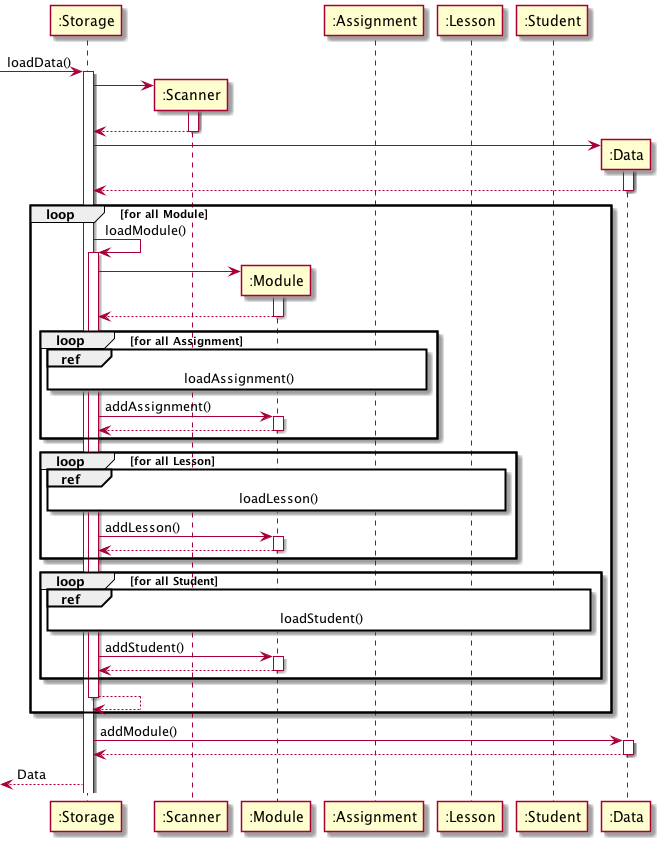 :Storage :Assignment :Lesson :Student
loadData()
:Scanner
:Data
loop [for all Module]
loadModule()
:Module
loop [for all Assignment]
ref
loadAssignment()
addAssignment()
loop [for all Lesson]
ref
loadLesson()
addLesson()
loop [for all Student]
ref
loadStudent()
addStudent()
addModule()
Data
:Storage :Scanner :Module :Assignment :Lesson :Student :Data